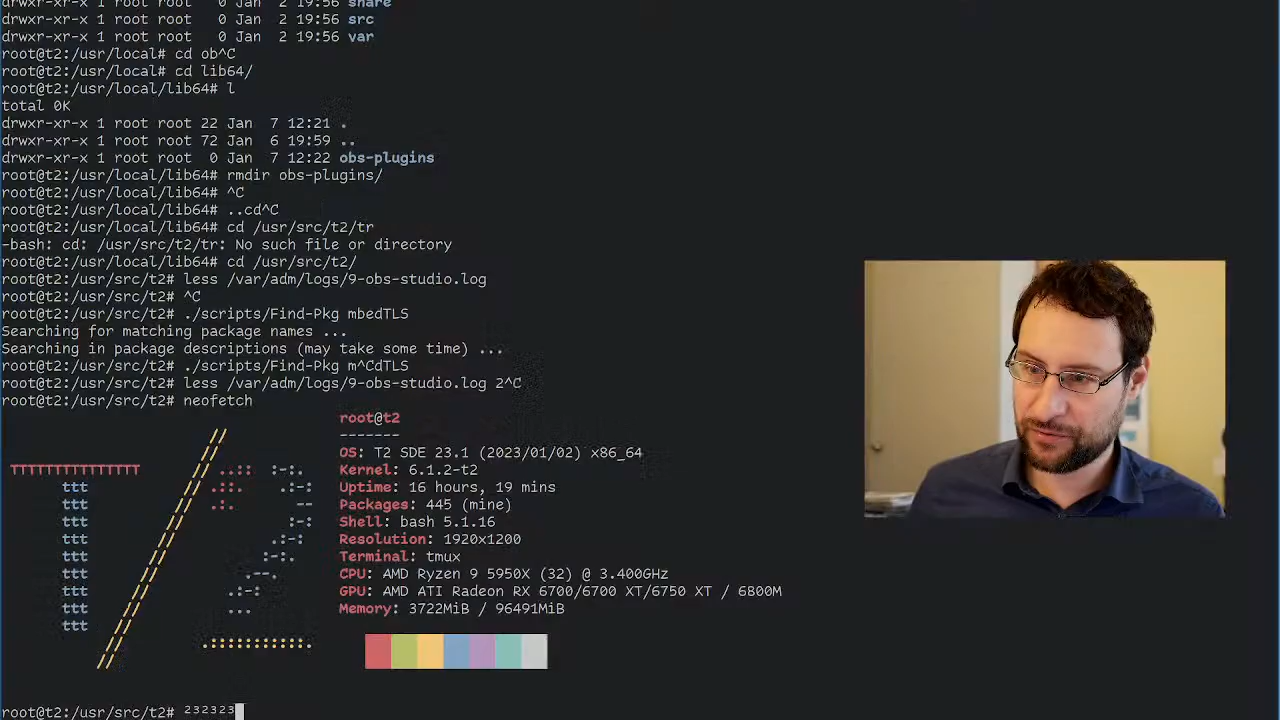 drwxr-xr-x 1 root root   0 Jan  2 19:56 share
drwxr-xr-x 1 root root   0 Jan  2 19:56 src
drwxr-xr-x 1 root root   0 Jan  2 19:56 var
root@t2:/usr/local# cd ob^C
root@t2:/usr/local# cd lib64/
root@t2:/usr/local/lib64# l
total 0K
drwxr-xr-x 1 root root 22 Jan  7 12:21 .
drwxr-xr-x 1 root root 72 Jan  6 19:59 ..
drwxr-xr-x 1 root root  0 Jan  7 12:22 obs-plugins
root@t2:/usr/local/lib64# rmdir obs-plugins/
root@t2:/usr/local/lib64# ^C
root@t2:/usr/local/lib64# ..cd^C
root@t2:/usr/local/lib64# cd /usr/src/t2/tr
-bash: cd: /usr/src/t2/tr: No such file or directory
root@t2:/usr/local/lib64# cd /usr/src/t2/
root@t2:/usr/src/t2# less /var/adm/logs/9-obs-studio.log
root@t2:/usr/src/t2# ^C
root@t2:/usr/src/t2# ./scripts/Find-Pkg mbedTLS
Searching for matching package names ...
Searching in package descriptions (may take some time) ...
root@t2:/usr/src/t2# ./scripts/Find-Pkg m^CdTLS
root@t2:/usr/src/t2# less /var/adm/logs/9-obs-studio.log 2^C
root@t2:/usr/src/t2# neofetch
root@t2
-------
OS: T2 SDE 23.1 (2023/01/02) x86_64
TTTTTTTTTTTTTTT Kernel: 6.1.2-t2
ttt Uptime: 16 hours, 19 mins
ttt Packages: 445 (mine)
ttt Shell: bash 5.1.16
ttt Resolution: 1920x1200
ttt Terminal: tmux
ttt CPU: AMD Ryzen 9 5950X (32) @ 3.400GHz
ttt GPU: AMD ATI Radeon RX 6700/6700 XT/6750 XT / 6800M
ttt Memory: 3722MiB / 96491MiB
ttt
root@t2:/usr/src/t2# ²³²³²³